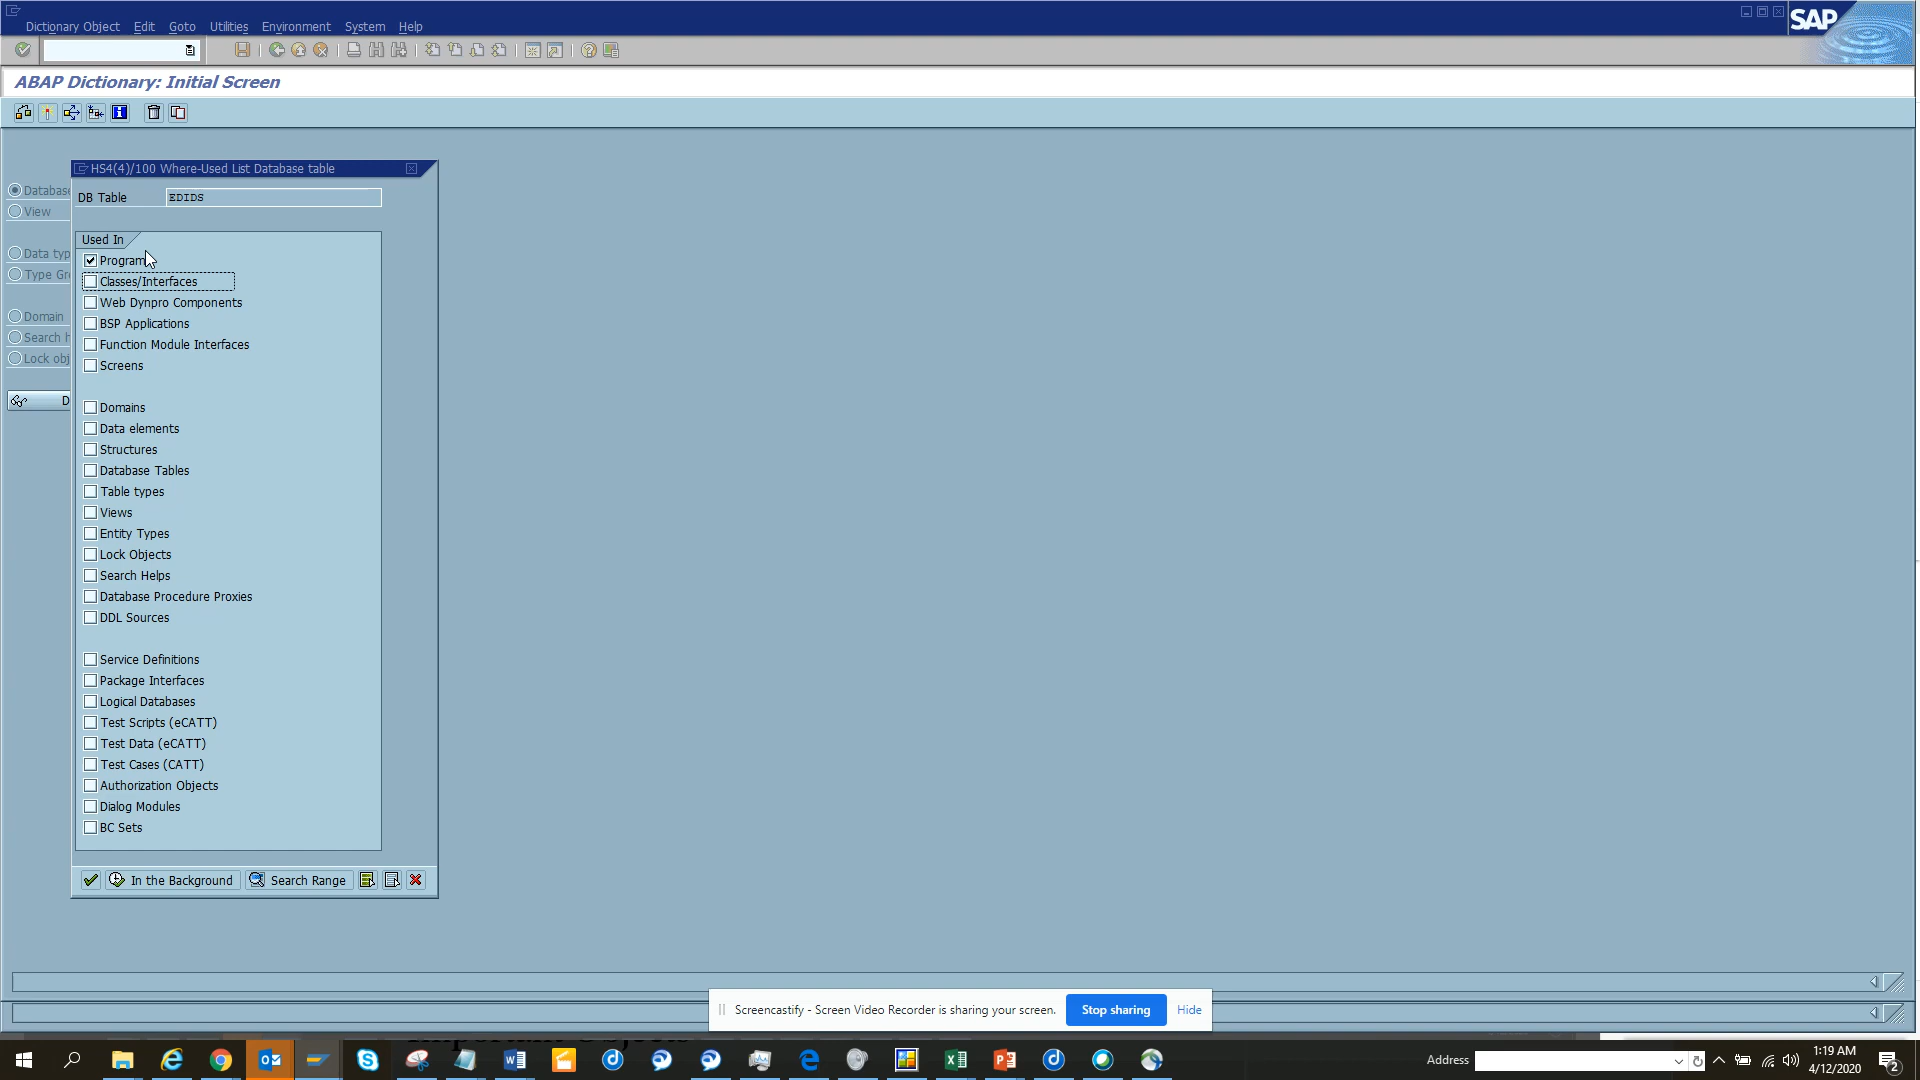 Dictionary Object Edit Goto Utilities Environment System Help
SAP
ABAP Dictionary: Initial Screen
HS4(4)/100 Where-Used List Database table
DB Table EDIDS
Used In
Program
Classes/Interfaces
Web Dynpro Components
BSP Applications
Function Module Interfaces
Screens
Domains
Data elements
Structures
Database Tables
Table types
Views
Entity Types
Lock Objects
Search Helps
Database Procedure Proxies
DDL Sources
Service Definitions
Package Interfaces
Logical Databases
Test Scripts (eCATT)
Test Data (eCATT)
Test Cases (CATT)
Authorization Objects
Dialog Modules
BC Sets
In the Background Search Range
Database
View
Data typ
Type Gr
Domain
Search h
Lock obj
D
Screencastify - Screen Video Recorder is sharing your screen. Stop sharing Hide
Address
1:19 AM
4/12/2020
2